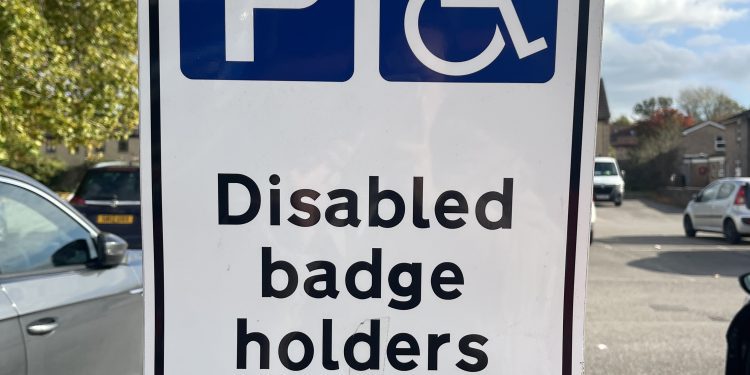 P
Disabled
badge
holders